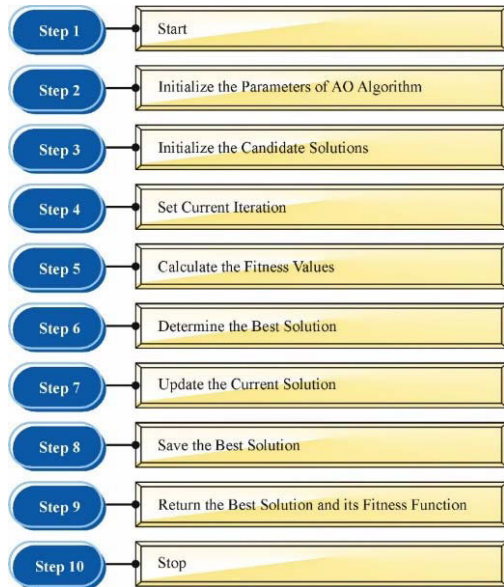 Step 1 Start
Step 2 Initialize the Parameters of AO Algorithm
Step 3 Initialize the Candidate Solutions
Step 4 Set Current Iteration
Step 5 Calculate the Fitness Values
Step 6 Determine the Best Solution
Step 7 Update the Current Solution
Step 8 Save the Best Solution
Step 9 Return the Best Solution and its Fitness Function
Step 10 Stop